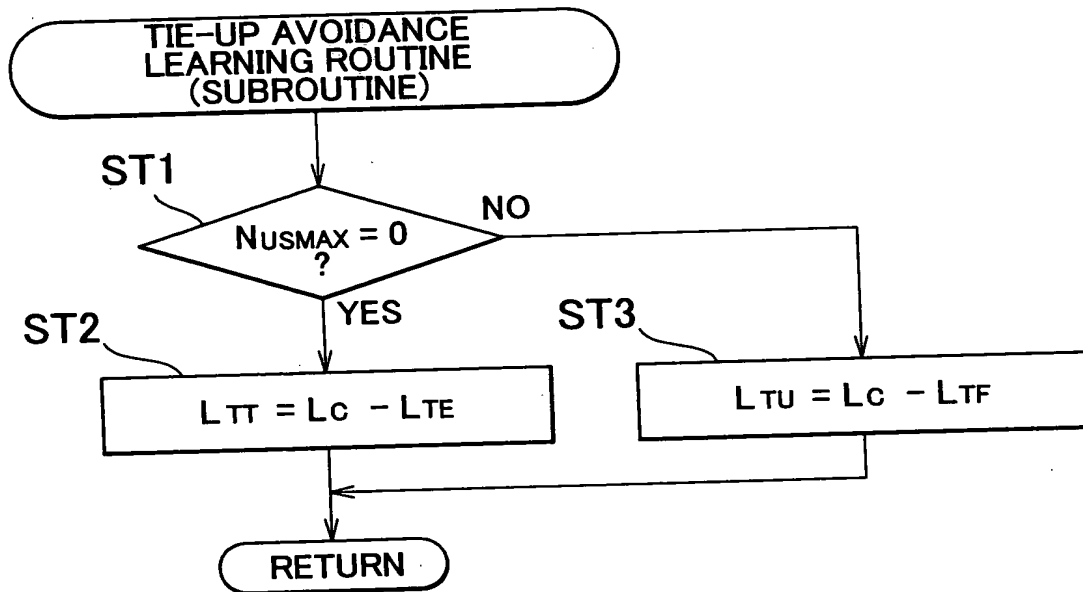 TIE-UP AVOIDANCE
LEARNING ROUTINE
(SUBROUTINE)
ST1
NUSMAX = 0
?
NO
YES
ST2
LTT = LC - LTE
ST3
LTU = LC - LTF
RETURN